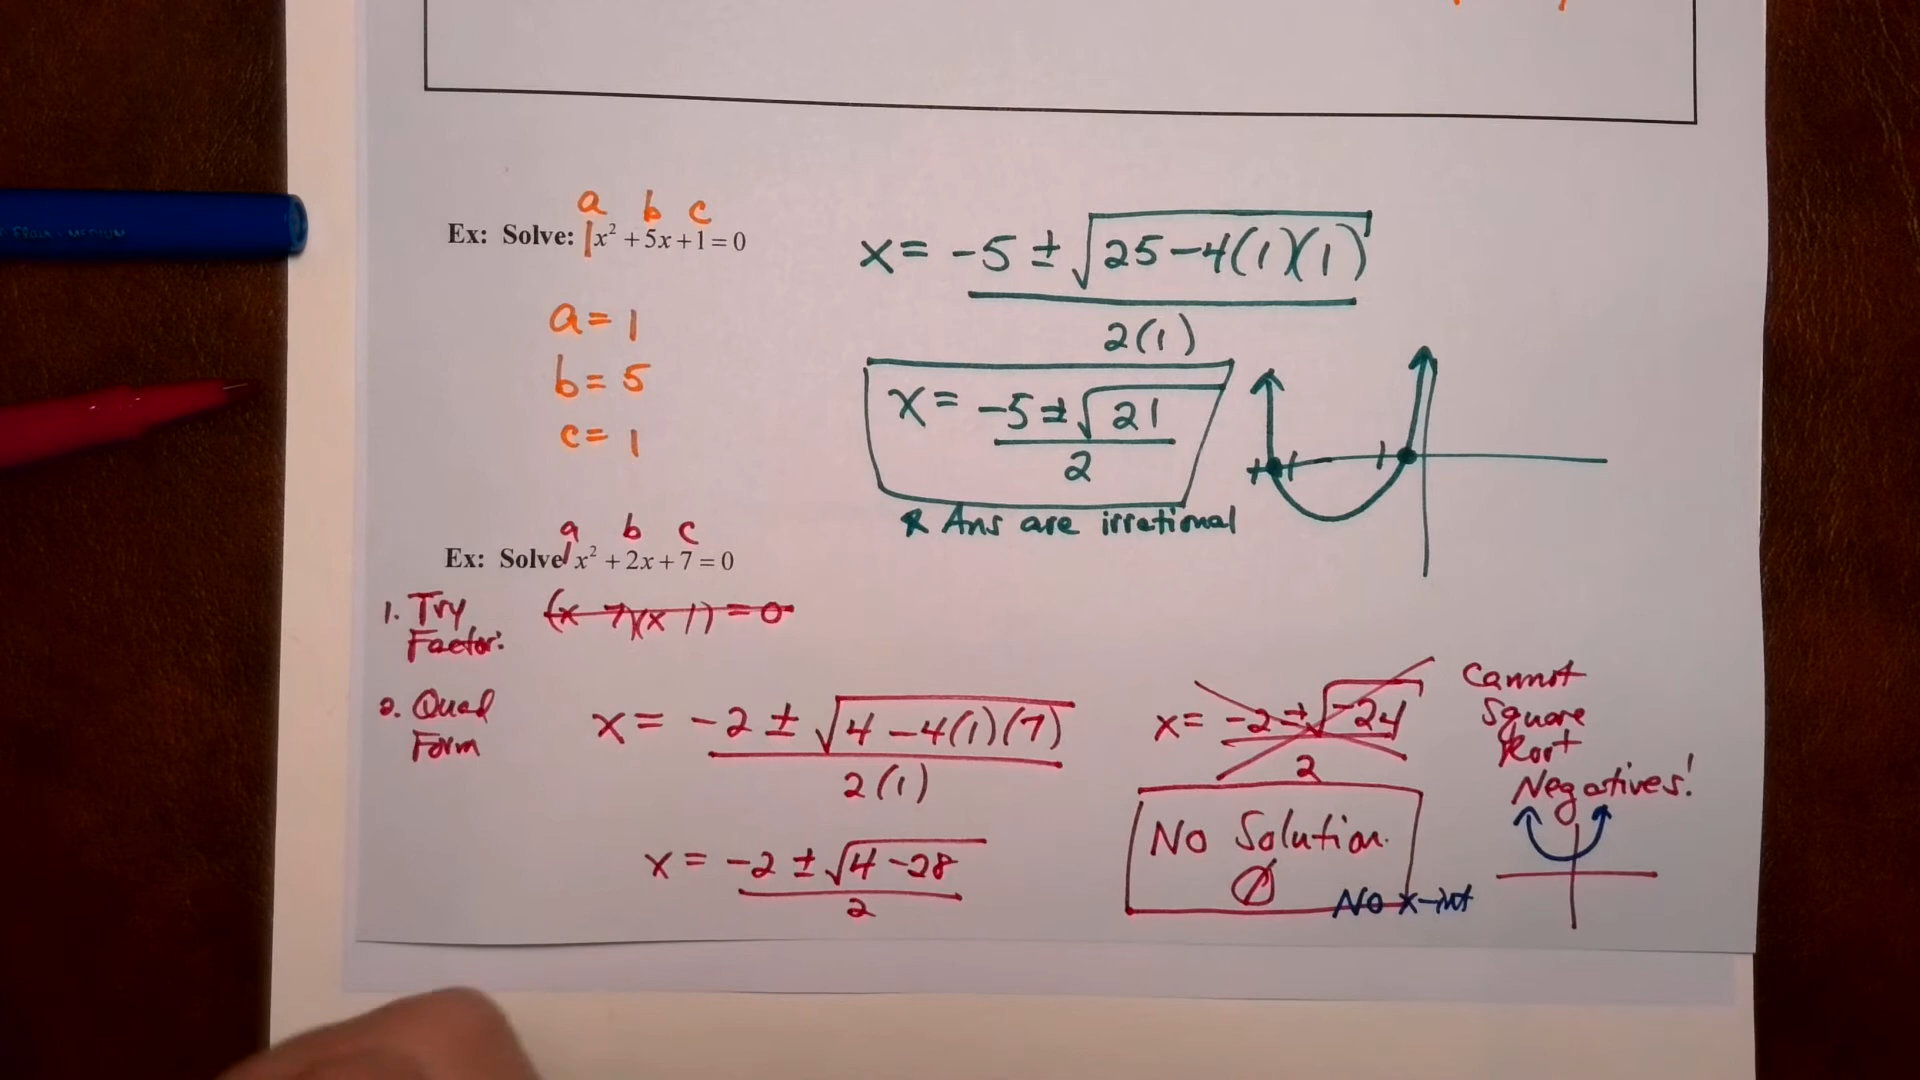 a b c
Ex: Solve: 1x² + 5x + 1 = 0
a = 1
b = 5
c = 1
x = -5 ± √25 - 4(1)(1)
2(1)
x = -5 ± √21
2
* Ans are irrational
a b c
Ex: Solve 1x² + 2x + 7 = 0
1. Try Factor: (x 7)(x 1) = 0
2. Quad Form
x = -2 ± √4 - 4(1)(7)
2(1)
x = -2 ± √4 - 28
2
x = -2 ± √-24
2
Cannot
Square
Root
Negatives!
No Solution.
∅
No x-int